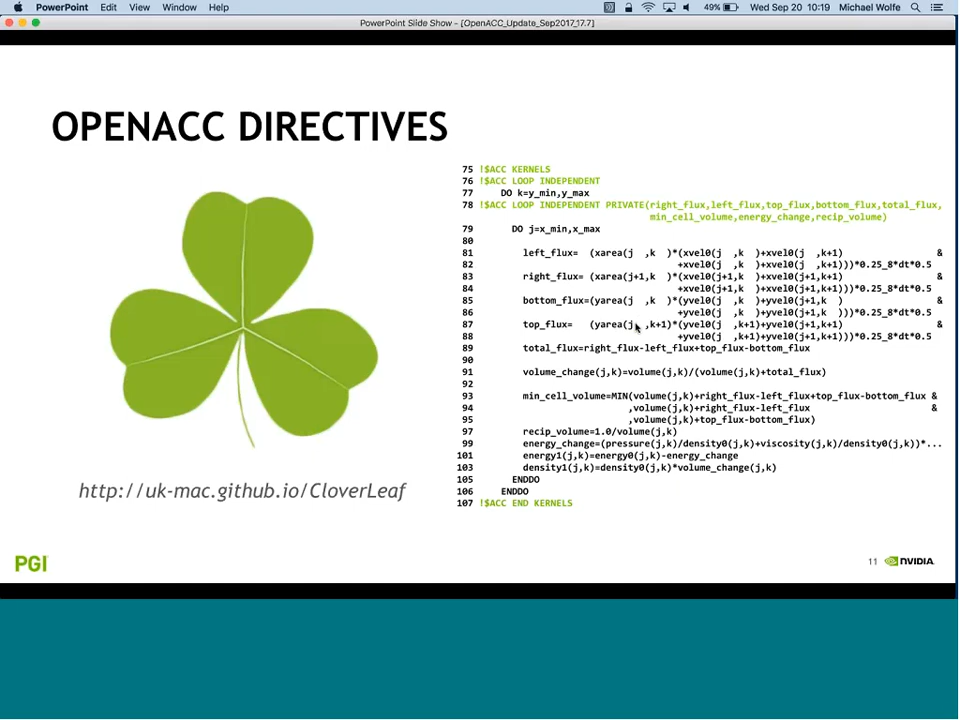 PowerPoint Edit View Window Help 49% Wed Sep 20 10:19 Michael Wolfe
PowerPoint Slide Show - [OpenACC_Update_Sep2017_17.7]
OPENACC DIRECTIVES
75 !$ACC KERNELS
76 !$ACC LOOP INDEPENDENT
77 DO k=y_min,y_max
78 !$ACC LOOP INDEPENDENT PRIVATE(right_flux,left_flux,top_flux,bottom_flux,total_flux,
min_cell_volume,energy_change,recip_volume)
79 DO j=x_min,x_max
80
81 left_flux= (xarea(j ,k )*(xvel0(j ,k )+xvel0(j ,k+1) &
82 +xvel0(j ,k )+xvel0(j ,k+1)))*0.25_8*dt*0.5
83 right_flux= (xarea(j+1,k )*(xvel0(j+1,k )+xvel0(j+1,k+1) &
84 +xvel0(j+1,k )+xvel0(j+1,k+1)))*0.25_8*dt*0.5
85 bottom_flux=(yarea(j ,k )*(yvel0(j ,k )+yvel0(j+1,k ) &
86 +yvel0(j ,k )+yvel0(j+1,k )))*0.25_8*dt*0.5
87 top_flux= (yarea(j ,k+1)*(yvel0(j ,k+1)+yvel0(j+1,k+1) &
88 +yvel0(j ,k+1)+yvel0(j+1,k+1)))*0.25_8*dt*0.5
89 total_flux=right_flux-left_flux+top_flux-bottom_flux
90
91 volume_change(j,k)=volume(j,k)/(volume(j,k)+total_flux)
92
93 min_cell_volume=MIN(volume(j,k)+right_flux-left_flux+top_flux-bottom_flux &
94 ,volume(j,k)+right_flux-left_flux &
95 ,volume(j,k)+top_flux-bottom_flux)
97 recip_volume=1.0/volume(j,k)
99 energy_change=(pressure(j,k)/density0(j,k)+viscosity(j,k)/density0(j,k))*...
101 energy1(j,k)=energy0(j,k)-energy_change
103 density1(j,k)=density0(j,k)*volume_change(j,k)
105 ENDDO
106 ENDDO
107 !$ACC END KERNELS
http://uk-mac.github.io/CloverLeaf
PGI
11 NVIDIA